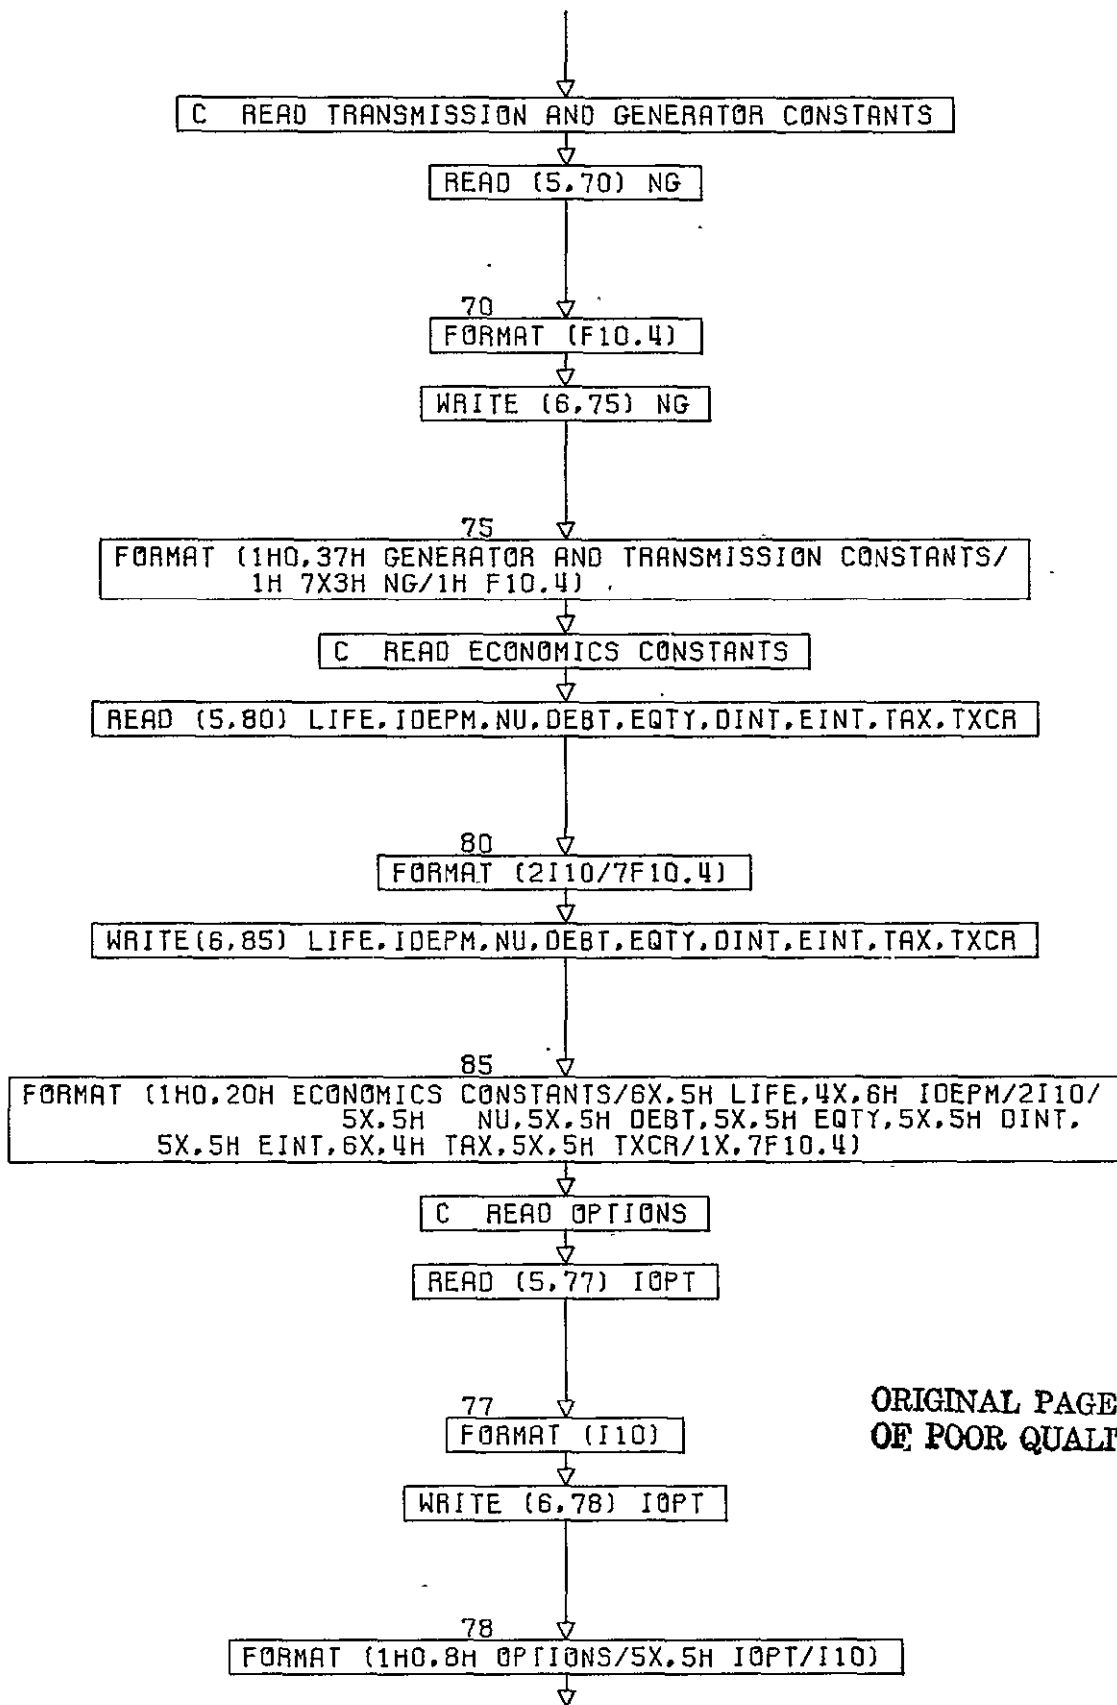 C  READ TRANSMISSION AND GENERATOR CONSTANTS
READ (5,70) NG
70
FORMAT (F10.4)
WRITE (6,75) NG
75
FORMAT (1H0,37H GENERATOR AND TRANSMISSION CONSTANTS/
1H 7X3H NG/1H F10.4)
C  READ ECONOMICS CONSTANTS
READ (5,80) LIFE,IDEPM,NU,DEBT,EQTY,DINT,EINT,TAX,TXCR
80
FORMAT (2I10/7F10.4)
WRITE(6,85) LIFE,IDEPM,NU,DEBT,EQTY,DINT,EINT,TAX,TXCR
85
FORMAT (1H0,20H ECONOMICS CONSTANTS/6X,5H LIFE,4X,6H IDEPM/2I10/
5X,5H   NU,5X,5H DEBT,5X,5H EQTY,5X,5H DINT,
5X,5H EINT,6X,4H TAX,5X,5H TXCR/1X,7F10.4)
C  READ OPTIONS
READ (5,77) IOPT
77
FORMAT (I10)
ORIGINAL PAGE
OF POOR QUALI
WRITE (6,78) IOPT
78
FORMAT (1H0,8H OPTIONS/5X,5H IOPT/I10)